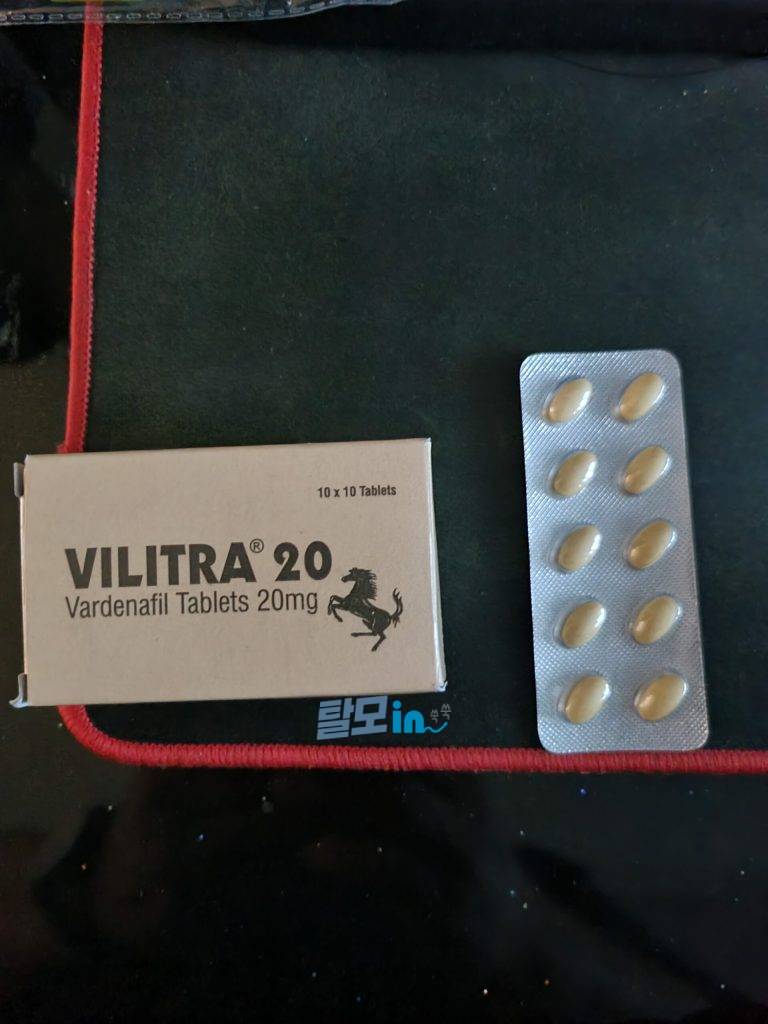 10 x 10 Tablets
VILITRA® 20
Vardenafil Tablets 20mg
탈모in